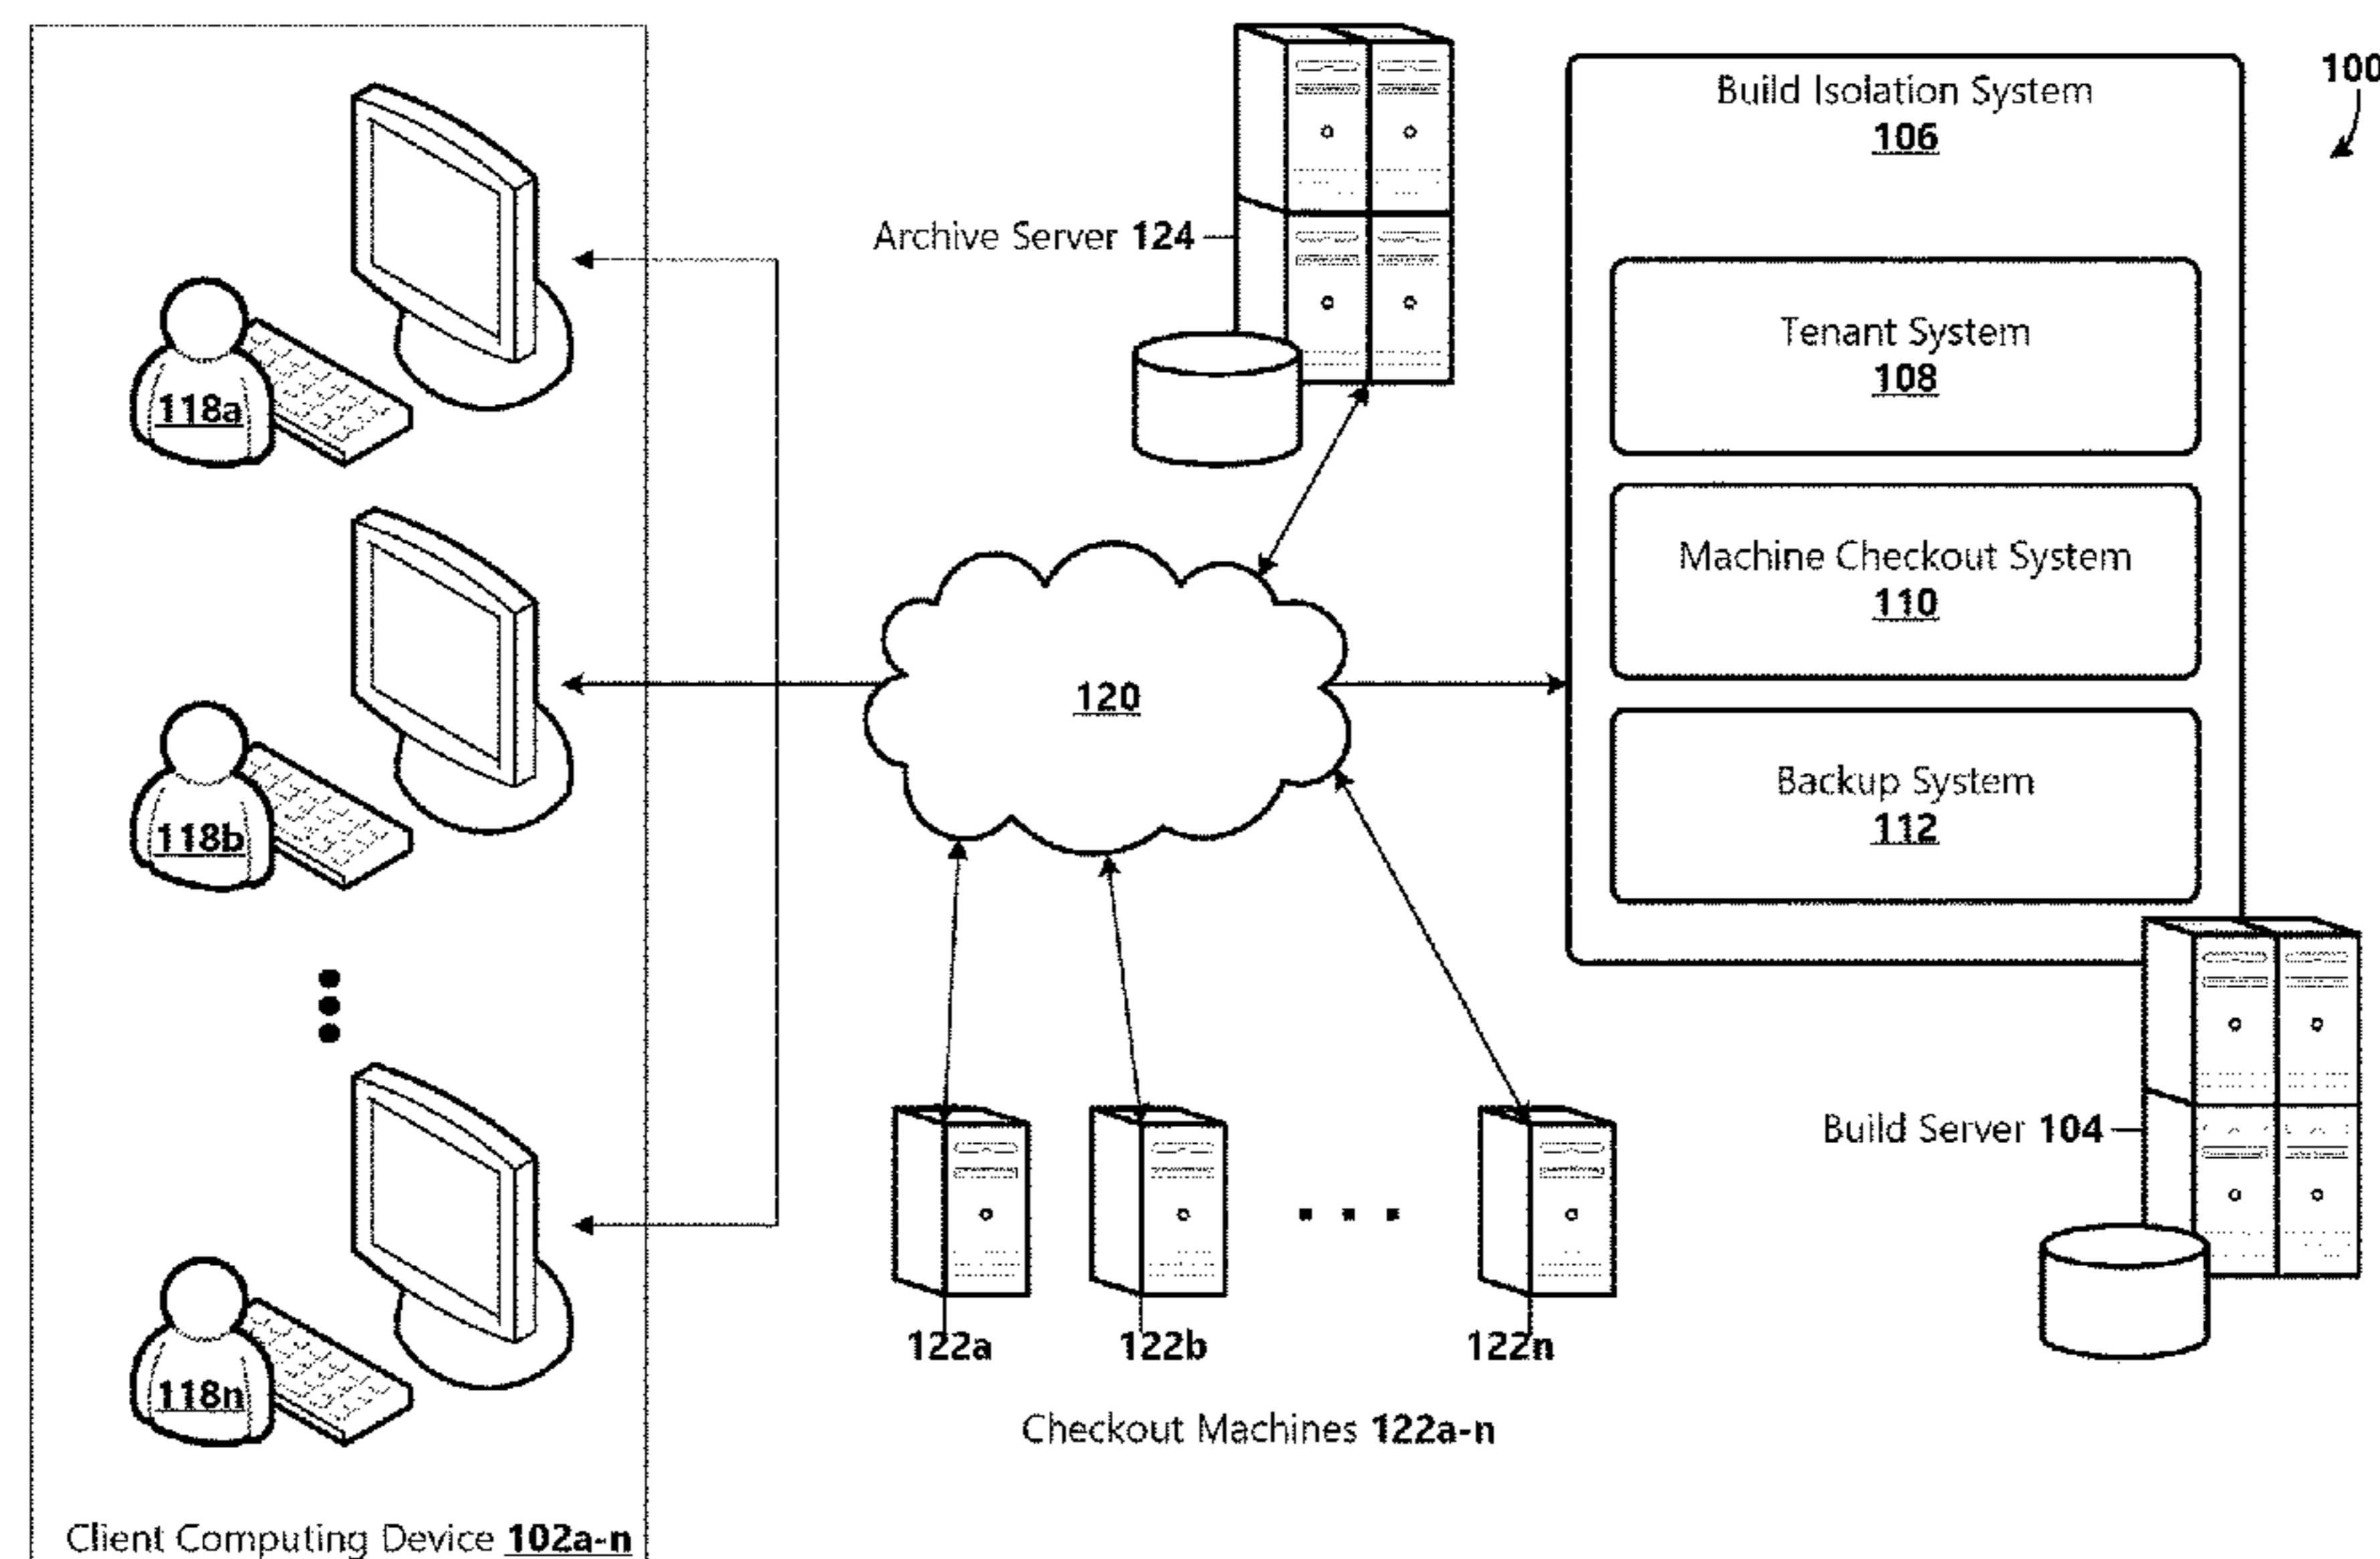 100
Build Isolation System
106
Archive Server 124
Tenant System
108
118a
Machine Checkout System
110
120
Backup System
112
118b
Build Server 104
122a
122b
122n
118n
Checkout Machines 122a-n
Client Computing Device 102a-n